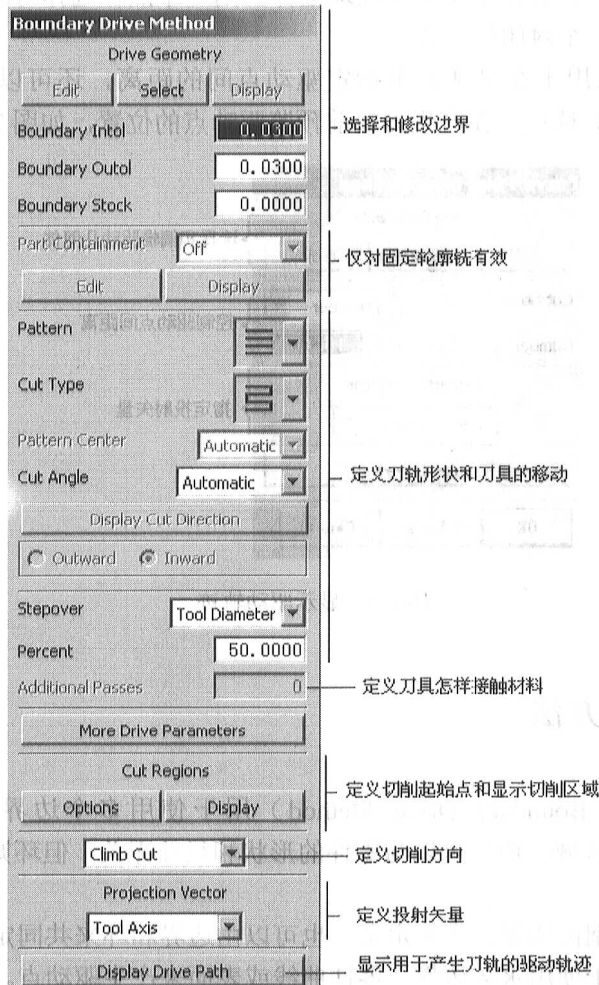 Boundary Drive Method
Drive Geometry
Edit Select Display
Boundary Intol 0.0300
选择和修改边界
Boundary Outol 0.0300
Boundary Stock 0.0000
Part Containment Off
仅对固定轮廓铣有效
Edit Display
Pattern
Cut Type
Pattern Center Automatic
Cut Angle Automatic
定义刀轨形状和刀具的移动
Display Cut Direction
Outward Inward
Stepover Tool Diameter
Percent 50.0000
Additional Passes 0
定义刀具怎样接触材料
More Drive Parameters
Cut Regions
定义切削起始点和显示切削区域
Options Display
Climb Cut
定义切削方向
Projection Vector
定义投射矢量
Tool Axis
Display Drive Path
显示用于产生刀轨的驱动轨迹